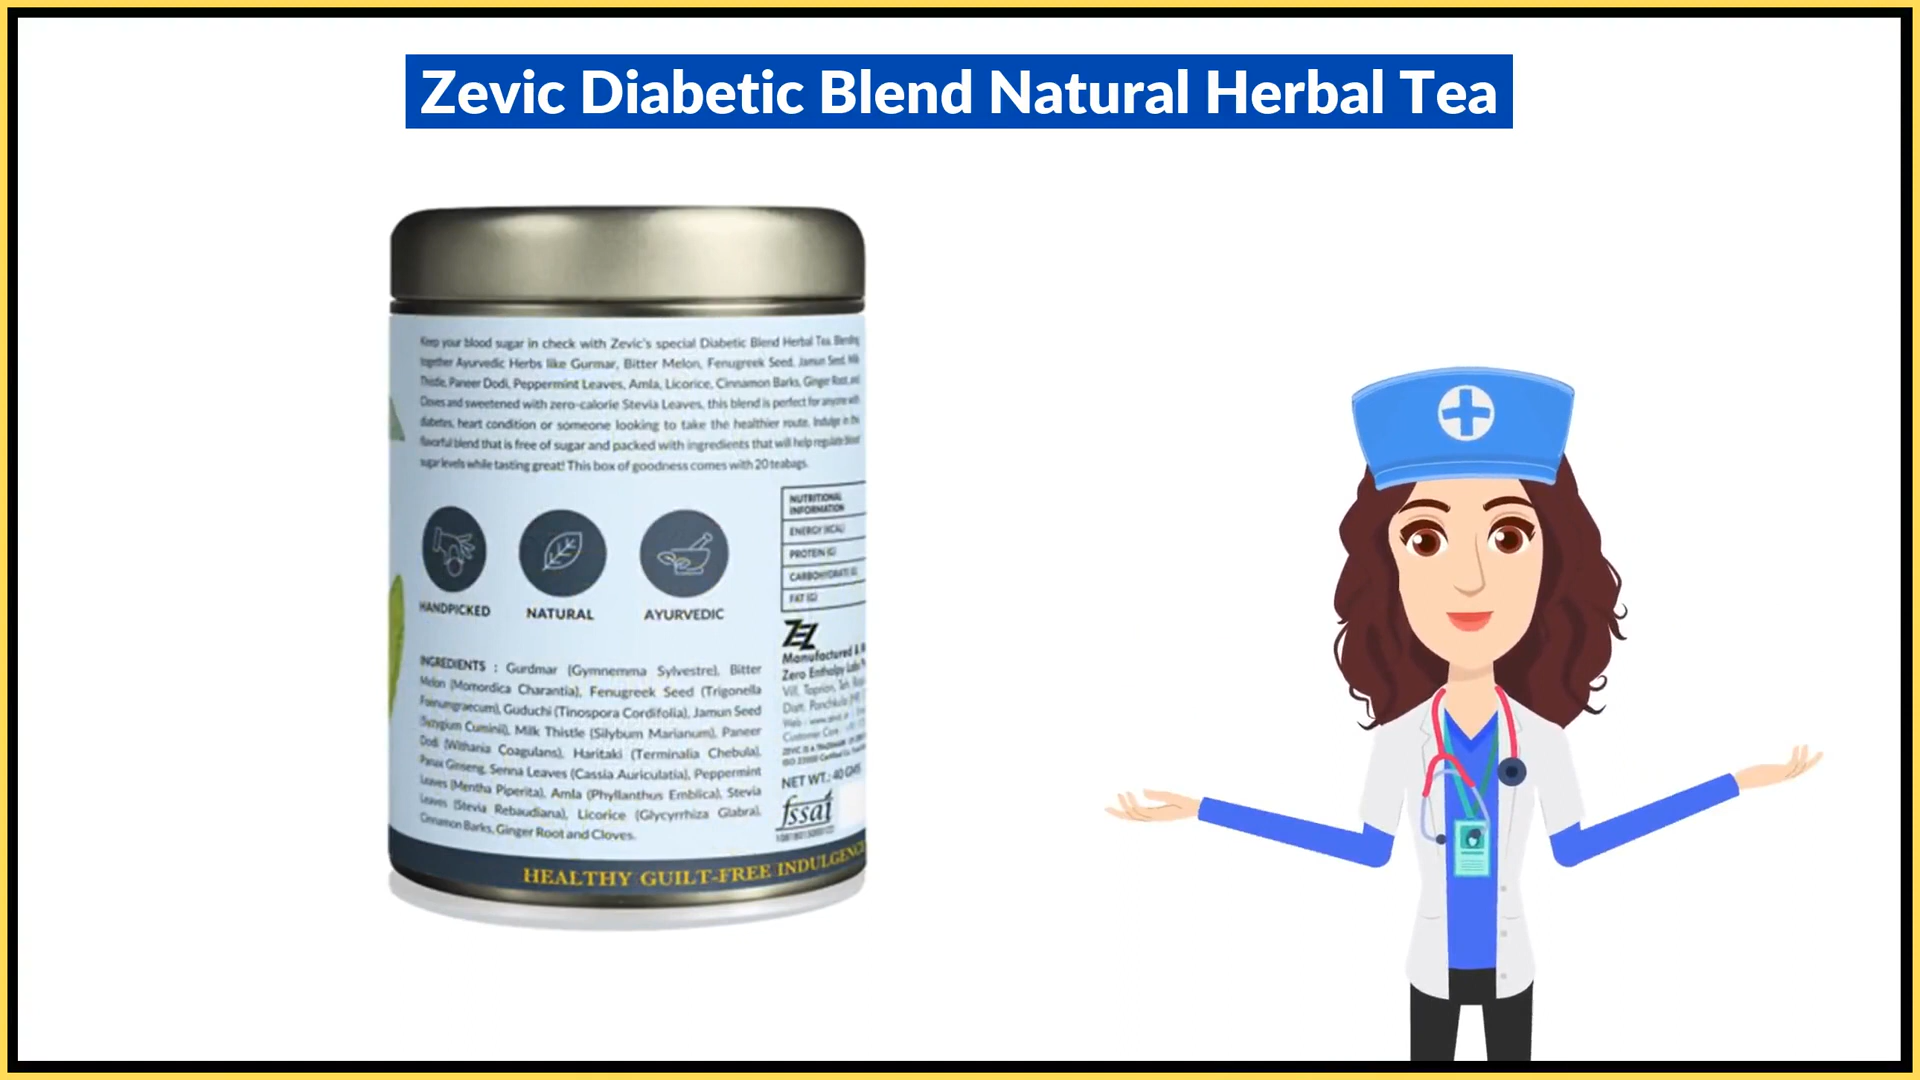 Zevic Diabetic Blend Natural Herbal Tea
Keep your blood sugar in check with Zevic's special Diabetic Blend Herbal Tea. Blending
together Ayurvedic Herbs like Gurmar, Bitter Melon, Fenugreek Seed, Jamun Seed, Milk
Thistle, Paneer Dodi, Peppermint Leaves, Amla, Licorice, Cinnamon Barks, Ginger Root, and
Cloves and sweetened with zero-calorie Stevia Leaves, this blend is perfect for anyone with
diabetes, heart condition or someone looking to take the healthier route. Indulge in this
flavorful blend that is free of sugar and packed with ingredients that will help regulate blood
sugar levels while tasting great! This box of goodness comes with 20 teabags.
NUTRITIONAL
INFORMATION
ENERGY (KCAL)
PROTEIN (G)
CARBOHYDRATE (G)
FAT (G)
HANDPICKED NATURAL AYURVEDIC
INGREDIENTS : Gurdmar (Gymnemma Sylvestre), Bitter
Melon (Momordica Charantia), Fenugreek Seed (Trigonella
Foenumgraecum), Guduchi (Tinospora Cordifolia), Jamun Seed
(Syzygium Cuminii), Milk Thistle (Silybum Marianum), Paneer
Dodi (Withania Coagulans), Haritaki (Terminalia Chebula),
Panax Ginseng, Senna Leaves (Cassia Auriculatia), Peppermint
Leaves (Mentha Piperita), Amla (Phyllanthus Emblica), Stevia
Leaves (Stevia Rebaudiana), Licorice (Glycyrrhiza Glabra),
Cinnamon Barks, Ginger Root and Cloves.
Manufactured &
Zero Enthalpy Labs
Vill. Toprian, Teh.
Distt. Panchkula
Customer Care
NET WT.: 40 GMS
fssai
HEALTHY GUILT-FREE INDULGENCE